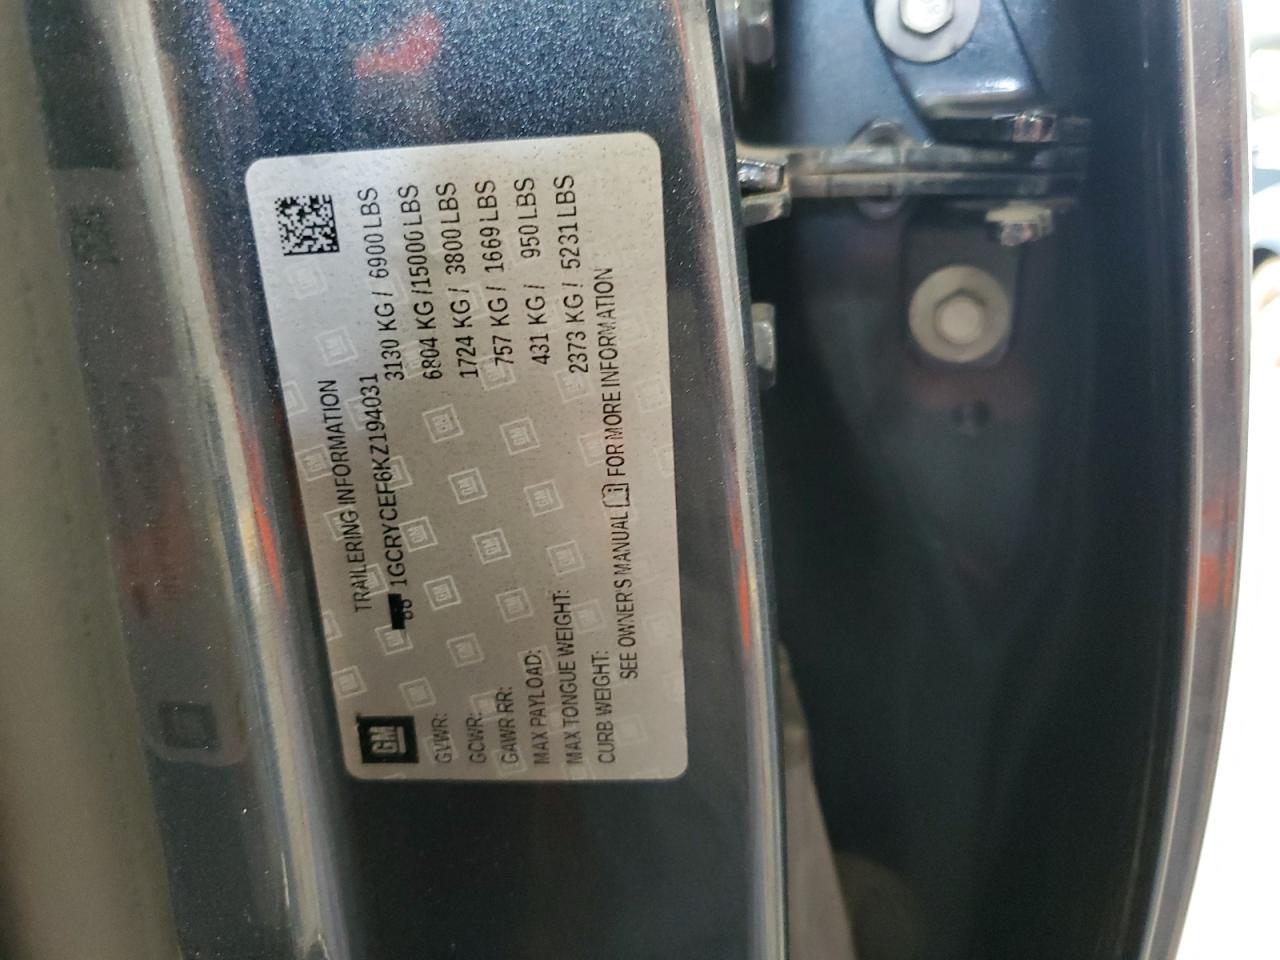 TRAILERING INFORMATION
1GCRYCEF6KZ194031
GM
GVWR: 3130 KG / 6900 LBS
GCWR: 6804 KG / 15000 LBS
GAWR RR: 1724 KG / 3800 LBS
MAX PAYLOAD: 757 KG / 1669 LBS
MAX TONGUE WEIGHT: 431 KG / 950 LBS
CURB WEIGHT: 2373 KG / 5231 LBS
SEE OWNER'S MANUAL FOR MORE INFORMATION